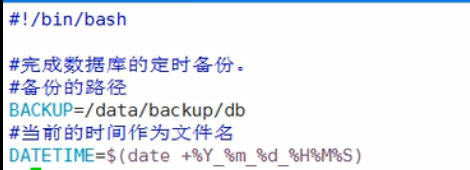 #!/bin/bash
#完成数据库的定时备份。
#备份的路径
BACKUP=/data/backup/db
#当前的时间作为文件名
DATETIME=$(date +%Y_%m_%d_%H%M%S)